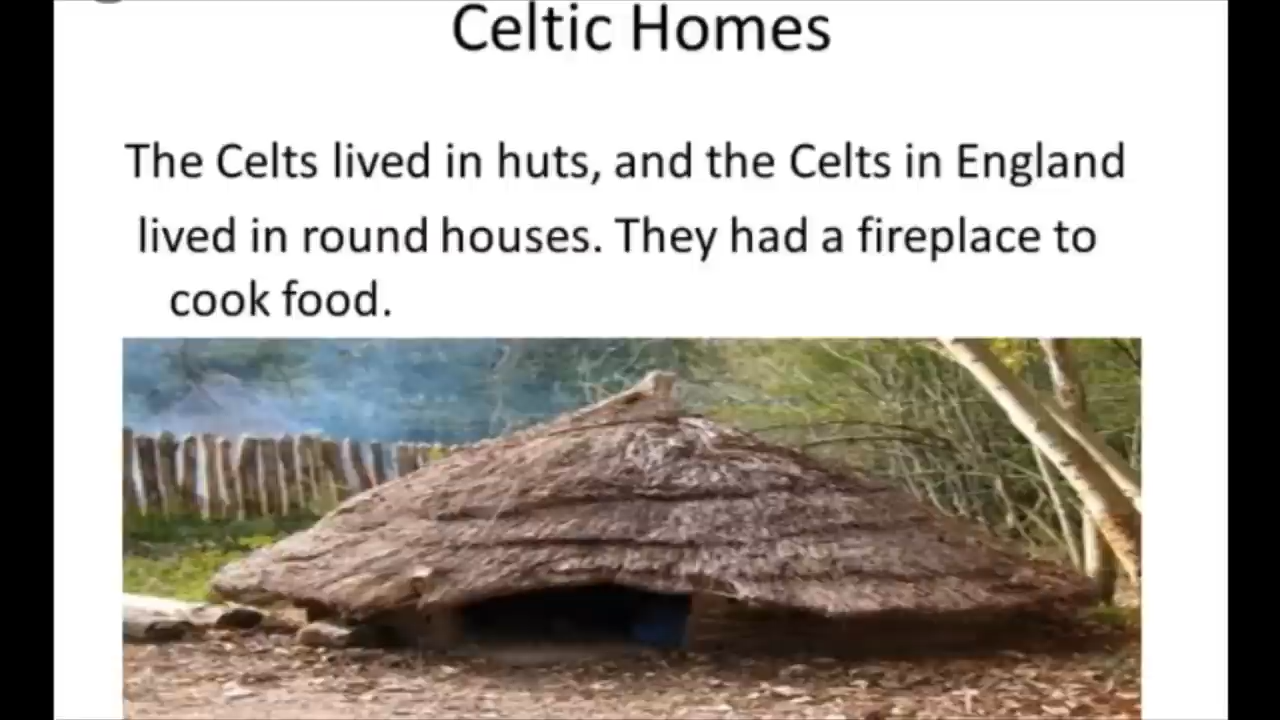 Celtic Homes
The Celts lived in huts, and the Celts in England
lived in round houses. They had a fireplace to
cook food.